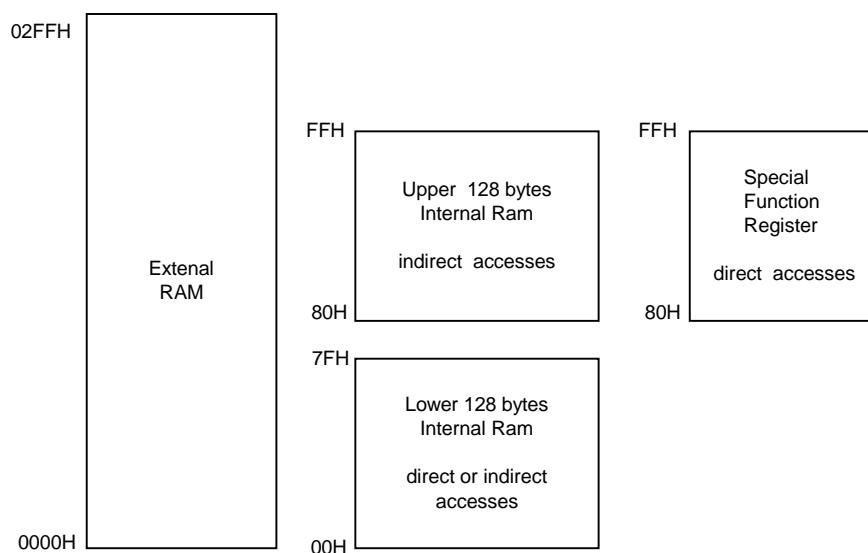 02FFH
Extenal
RAM
0000H
FFH
Upper 128 bytes
Internal Ram
indirect accesses
80H
7FH
Lower 128 bytes
Internal Ram
direct or indirect
accesses
00H
FFH
Special
Function
Register
direct accesses
80H